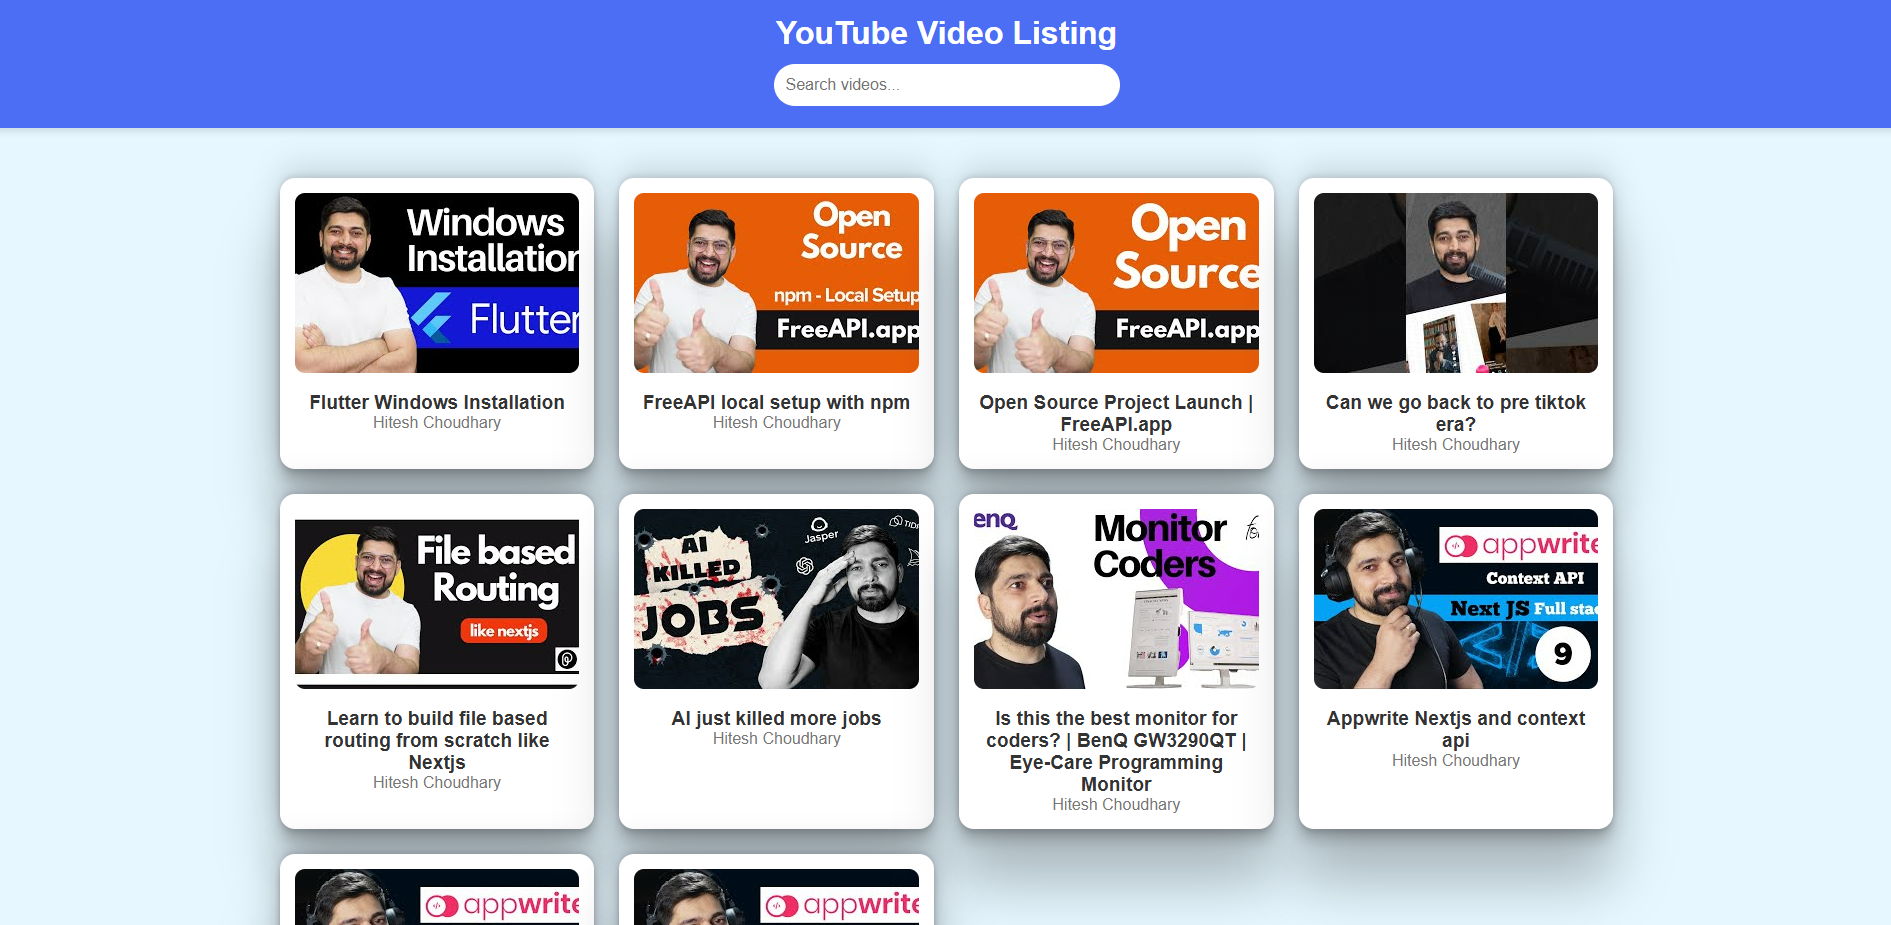 YouTube Video Listing
Search videos...
Windows
Installation
Flutter
Flutter Windows Installation
Hitesh Choudhary
Open
Source
npm - Local Setup
FreeAPI.app
FreeAPI local setup with npm
Hitesh Choudhary
Open
Source
FreeAPI.app
Open Source Project Launch |
FreeAPI.app
Hitesh Choudhary
Can we go back to pre tiktok
era?
Hitesh Choudhary
File based
Routing
like nextjs
Learn to build file based
routing from scratch like
Nextjs
Hitesh Choudhary
Jasper
TIDI
AI
KILLED
JOBS
AI just killed more jobs
Hitesh Choudhary
enQ
Monitor
fo
Coders
Is this the best monitor for
coders? | BenQ GW3290QT |
Eye-Care Programming
Monitor
Hitesh Choudhary
appwrite
Context API
Next JS Full stac
9
Appwrite Nextjs and context
api
Hitesh Choudhary
appwrite
appwrite